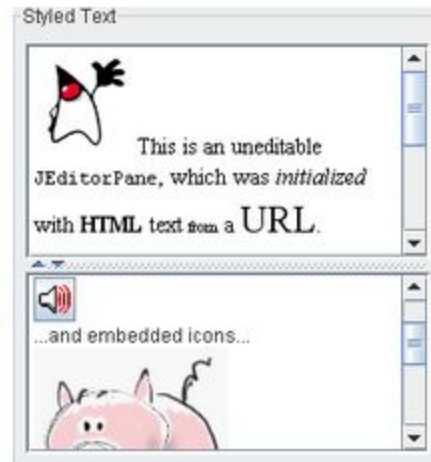 Styled Text
This is an uneditable
JEditorPane, which was initialized
with HTML text from a URL.
...and embedded icons...